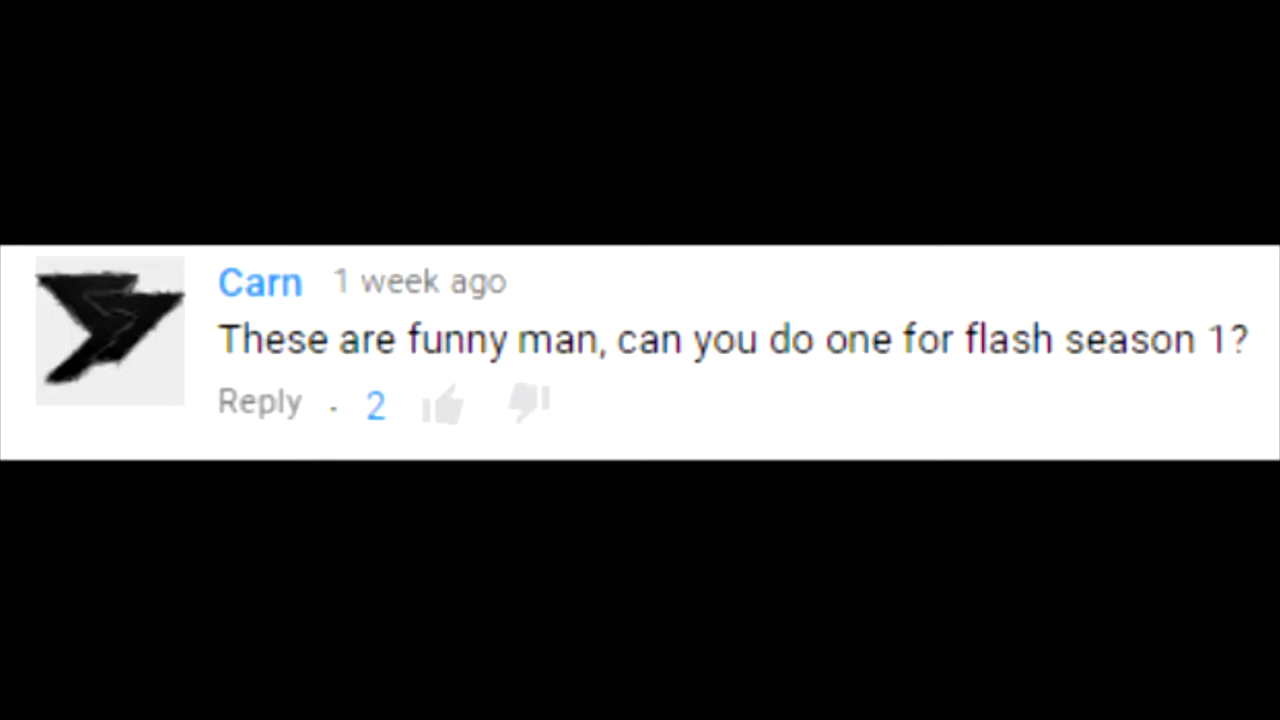 Carn 1 week ago
These are funny man, can you do one for flash season 1?
Reply . 2